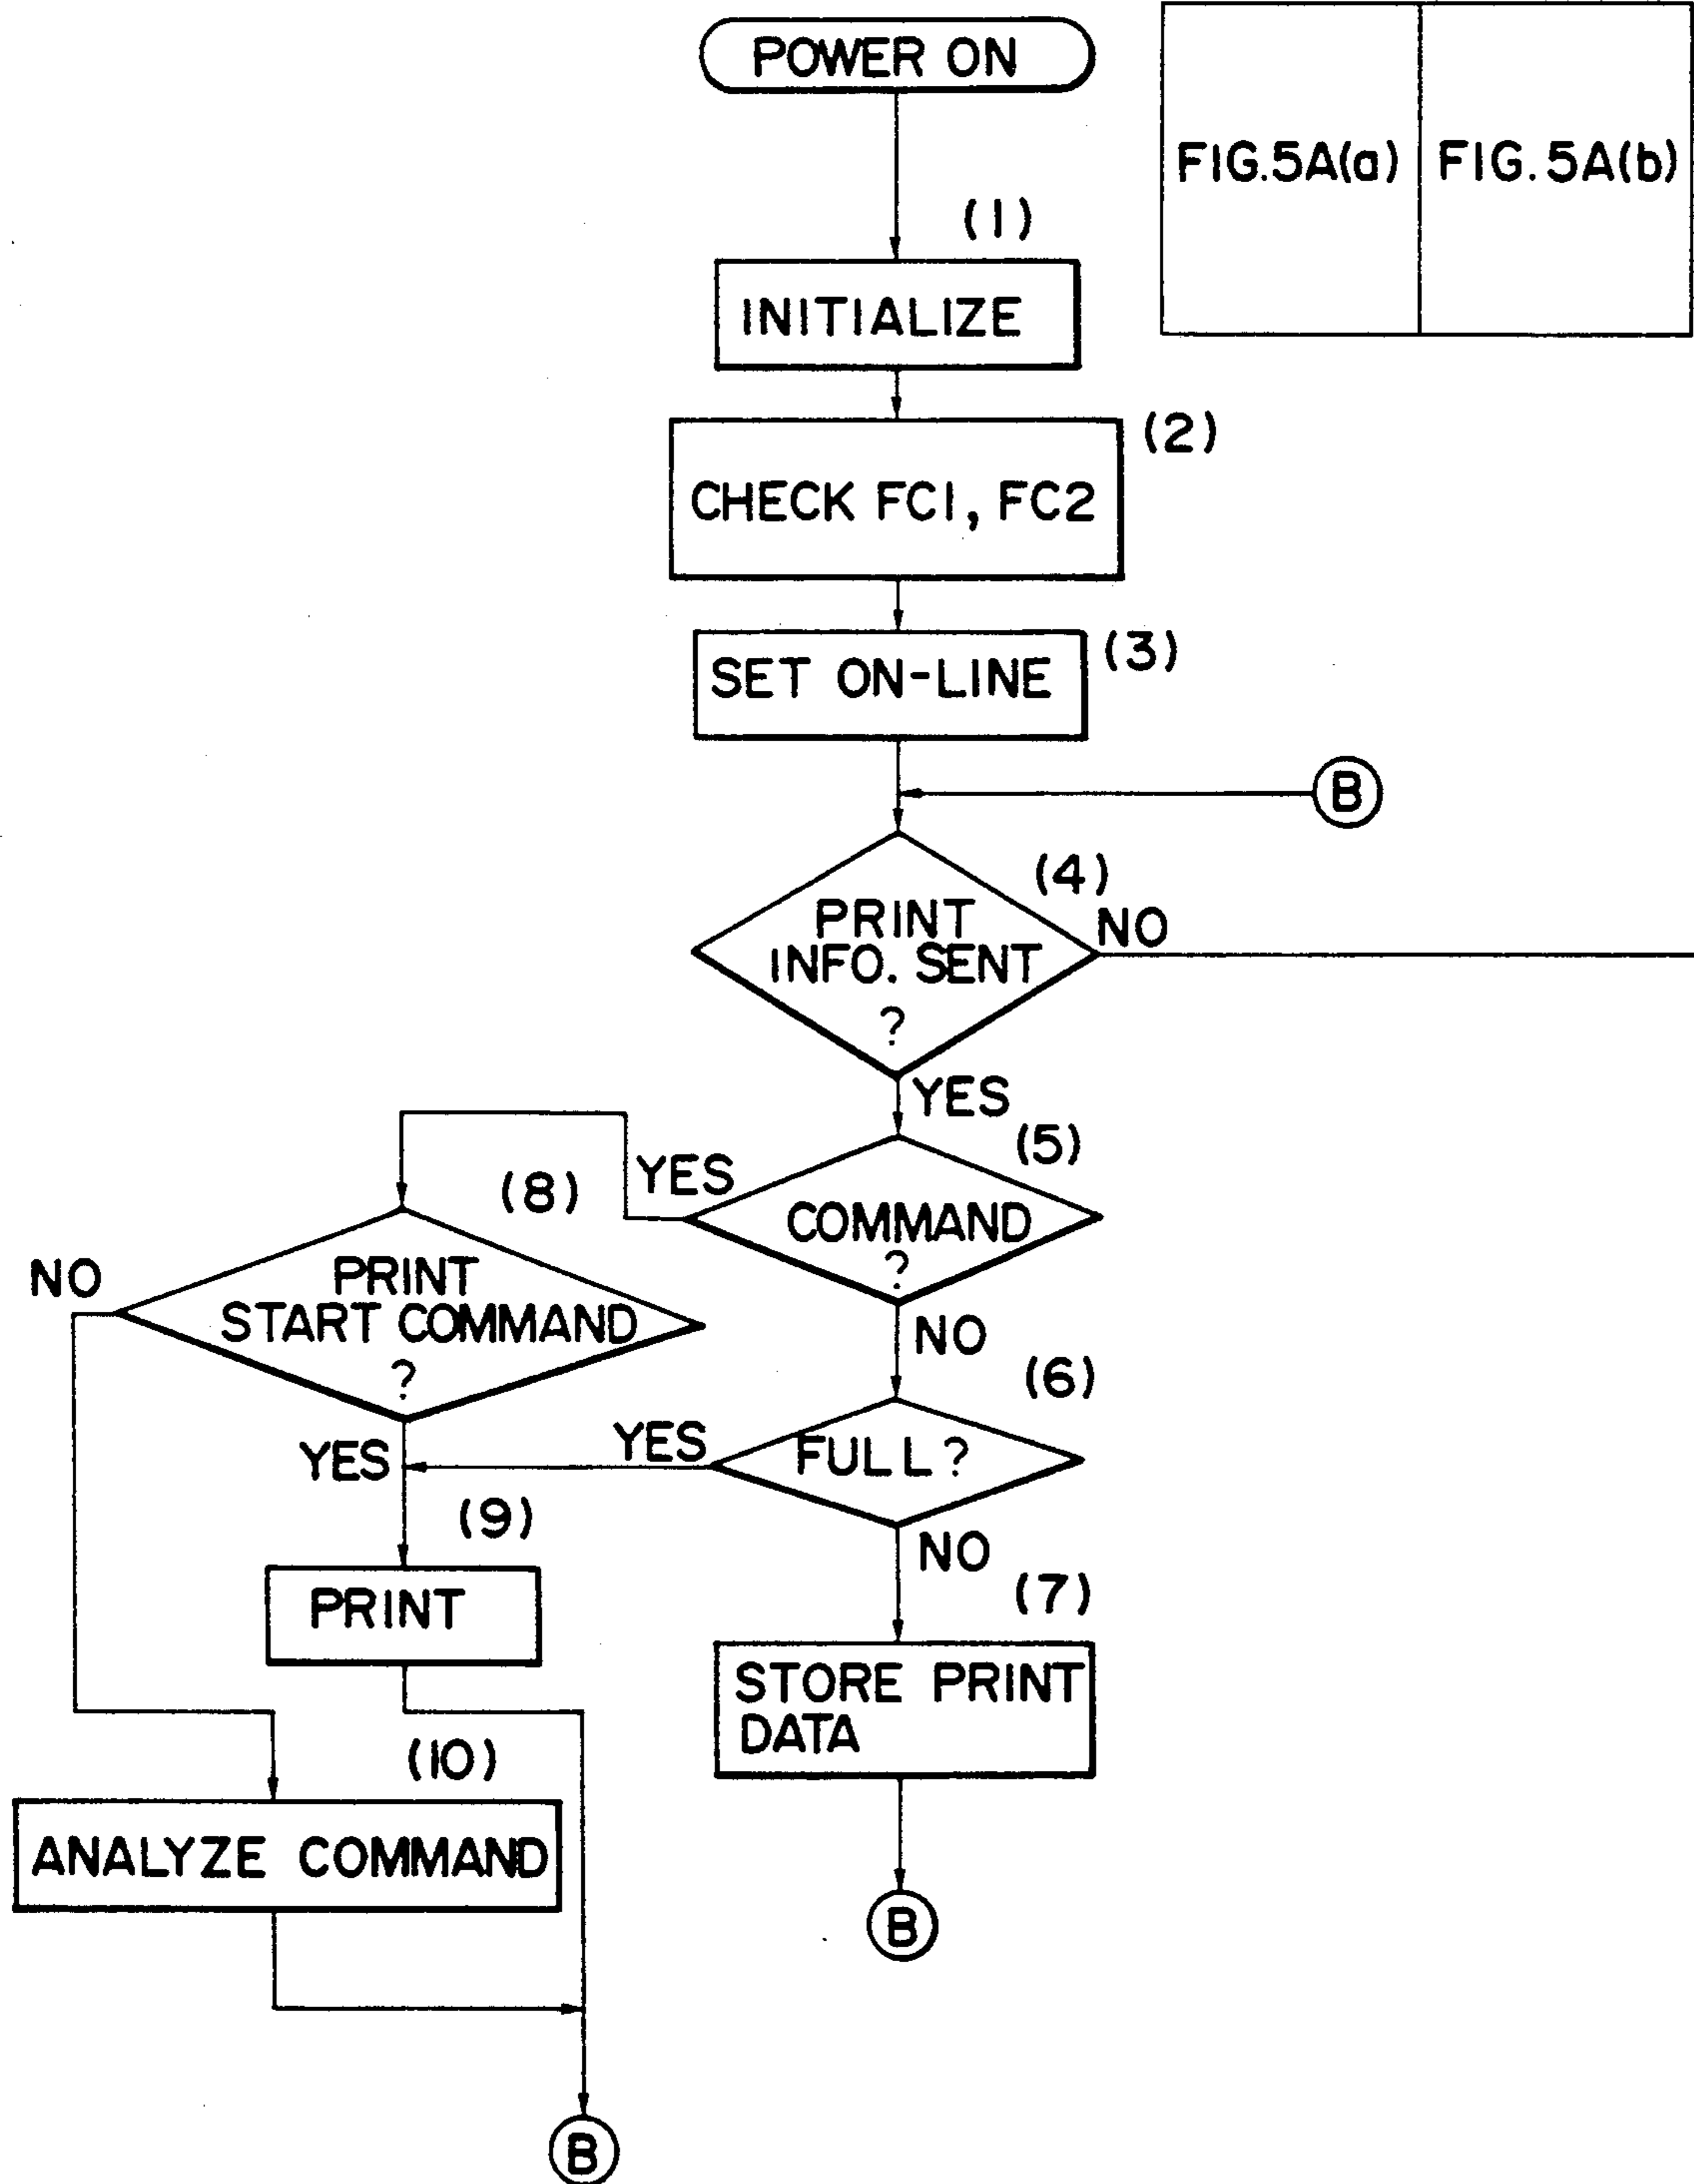 POWER ON
FIG.5A(a)
FIG. 5A(b)
(1)
INITIALIZE
(2)
CHECK FC1, FC2
(3)
SET ON-LINE
B
(4)
PRINT
INFO. SENT
?
NO
YES
(5)
COMMAND
?
YES
NO
(8)
PRINT
START COMMAND
?
NO
YES
(6)
FULL?
YES
NO
(9)
PRINT
(7)
STORE PRINT
DATA
(10)
ANALYZE COMMAND
B
B